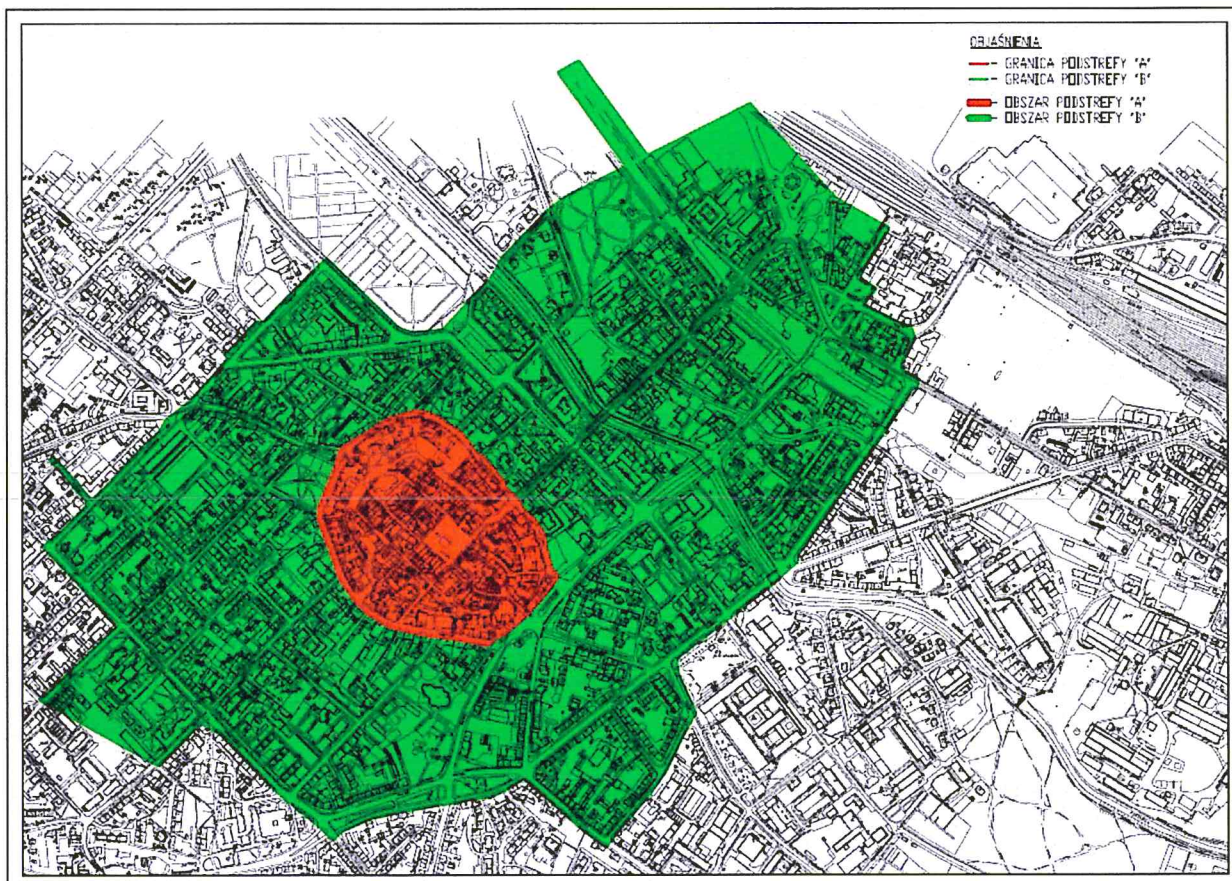 OBJAŚNIENIA
- GRANICA PODSTREFY "A"
- GRANICA PODSTREFY "B"
- OBSZAR PODSTREFY "A"
- OBSZAR PODSTREFY "B"